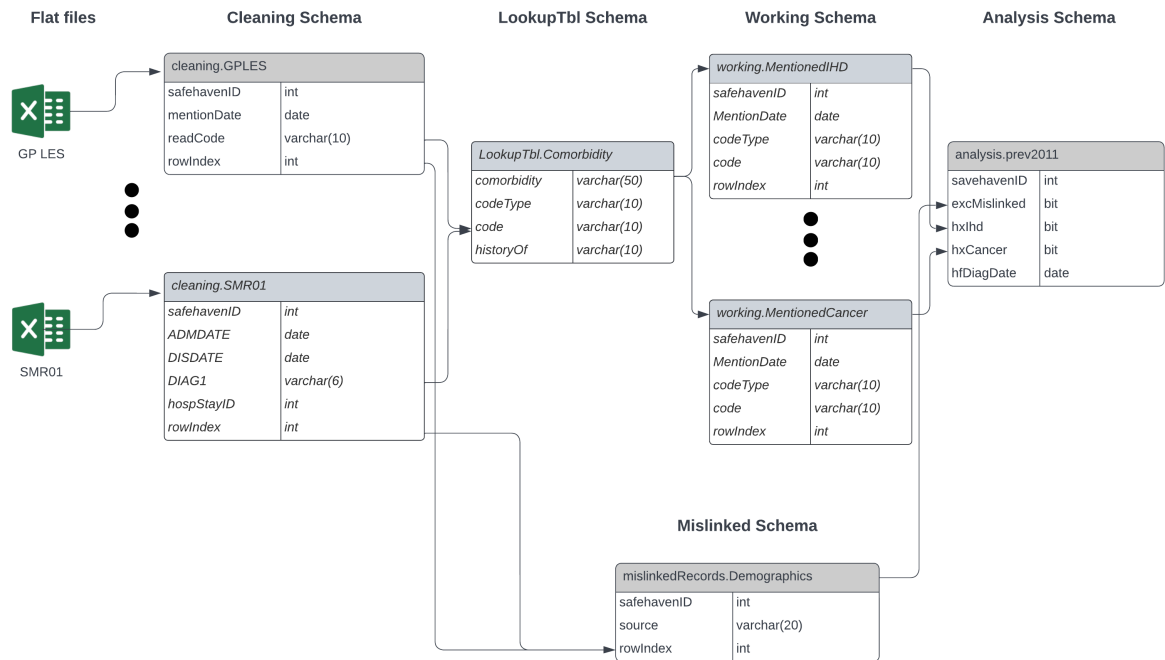 Flat files
Cleaning Schema
LookupTbl Schema
Working Schema
Analysis Schema
GP LES
SMR01
cleaning.GPLES
safehavenID int
mentionDate date
readCode varchar(10)
rowIndex int
cleaning.SMR01
safehavenID int
ADMDATE date
DISDATE date
DIAG1 varchar(6)
hospStayID int
rowIndex int
LookupTbl.Comorbidity
comorbidity varchar(50)
codeType varchar(10)
code varchar(10)
historyOf varchar(10)
working.MentionedIHD
safehavenID int
MentionDate date
codeType varchar(10)
code varchar(10)
rowIndex int
working.MentionedCancer
safehavenID int
MentionDate date
codeType varchar(10)
code varchar(10)
rowIndex int
analysis.prev2011
savehavenID int
excMislinked bit
hxIhd bit
hxCancer bit
hfDiagDate date
Mislinked Schema
mislinkedRecords.Demographics
safehavenID int
source varchar(20)
rowIndex int